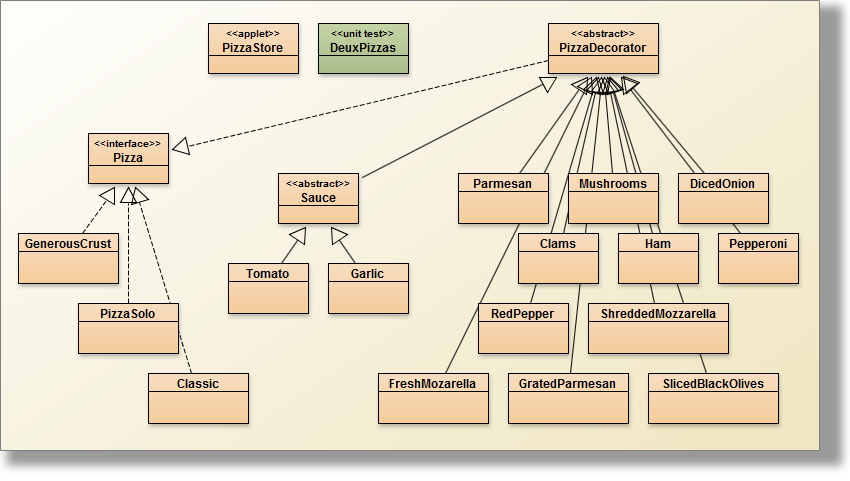 <<applet>>
PizzaStore
<<unit test>>
DeuxPizzas
<<abstract>>
PizzaDecorator
<<interface>>
Pizza
<<abstract>>
Sauce
Parmesan
Mushrooms
DicedOnion
GenerousCrust
Clams
Ham
Pepperoni
Tomato
Garlic
PizzaSolo
RedPepper
ShreddedMozzarella
Classic
FreshMozarella
GratedParmesan
SlicedBlackOlives